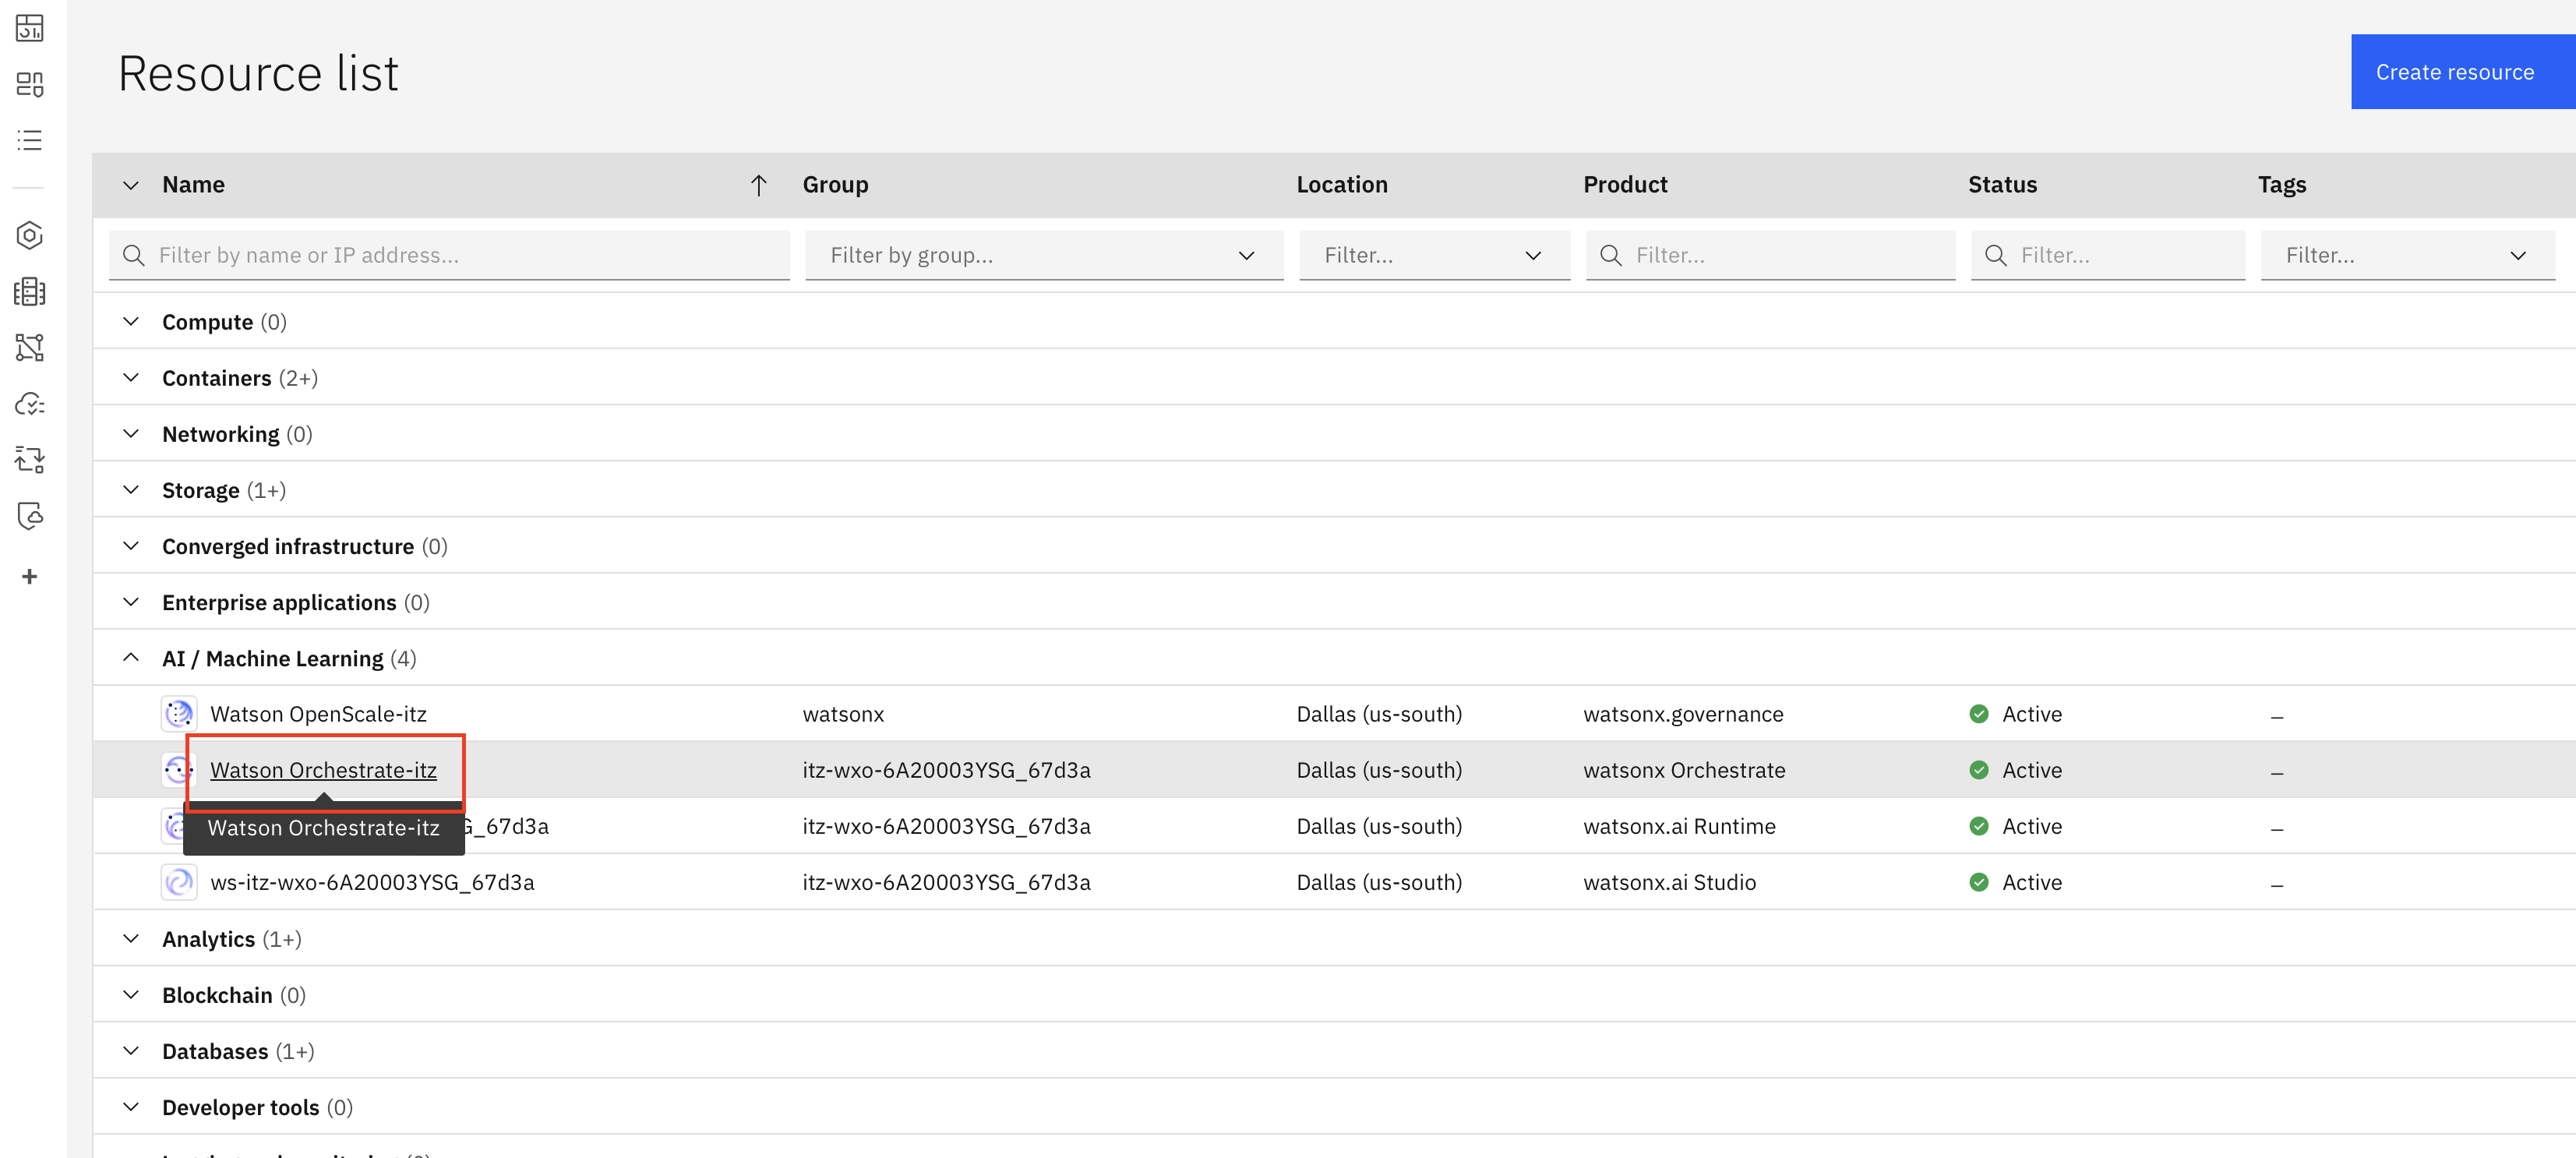 Resource list
Create resource
Name Group Location Product Status Tags
Filter by name or IP address... Filter by group... Filter... Filter... Filter... Filter...
Compute (0)
Containers (2+)
Networking (0)
Storage (1+)
Converged infrastructure (0)
Enterprise applications (0)
AI / Machine Learning (4)
Watson OpenScale-itz watsonx Dallas (us-south) watsonx.governance Active –
Watson Orchestrate-itz itz-wxo-6A20003YSG_67d3a Dallas (us-south) watsonx Orchestrate Active –
Watson Orchestrate-itz G_67d3a itz-wxo-6A20003YSG_67d3a Dallas (us-south) watsonx.ai Runtime Active –
ws-itz-wxo-6A20003YSG_67d3a itz-wxo-6A20003YSG_67d3a Dallas (us-south) watsonx.ai Studio Active –
Analytics (1+)
Blockchain (0)
Databases (1+)
Developer tools (0)